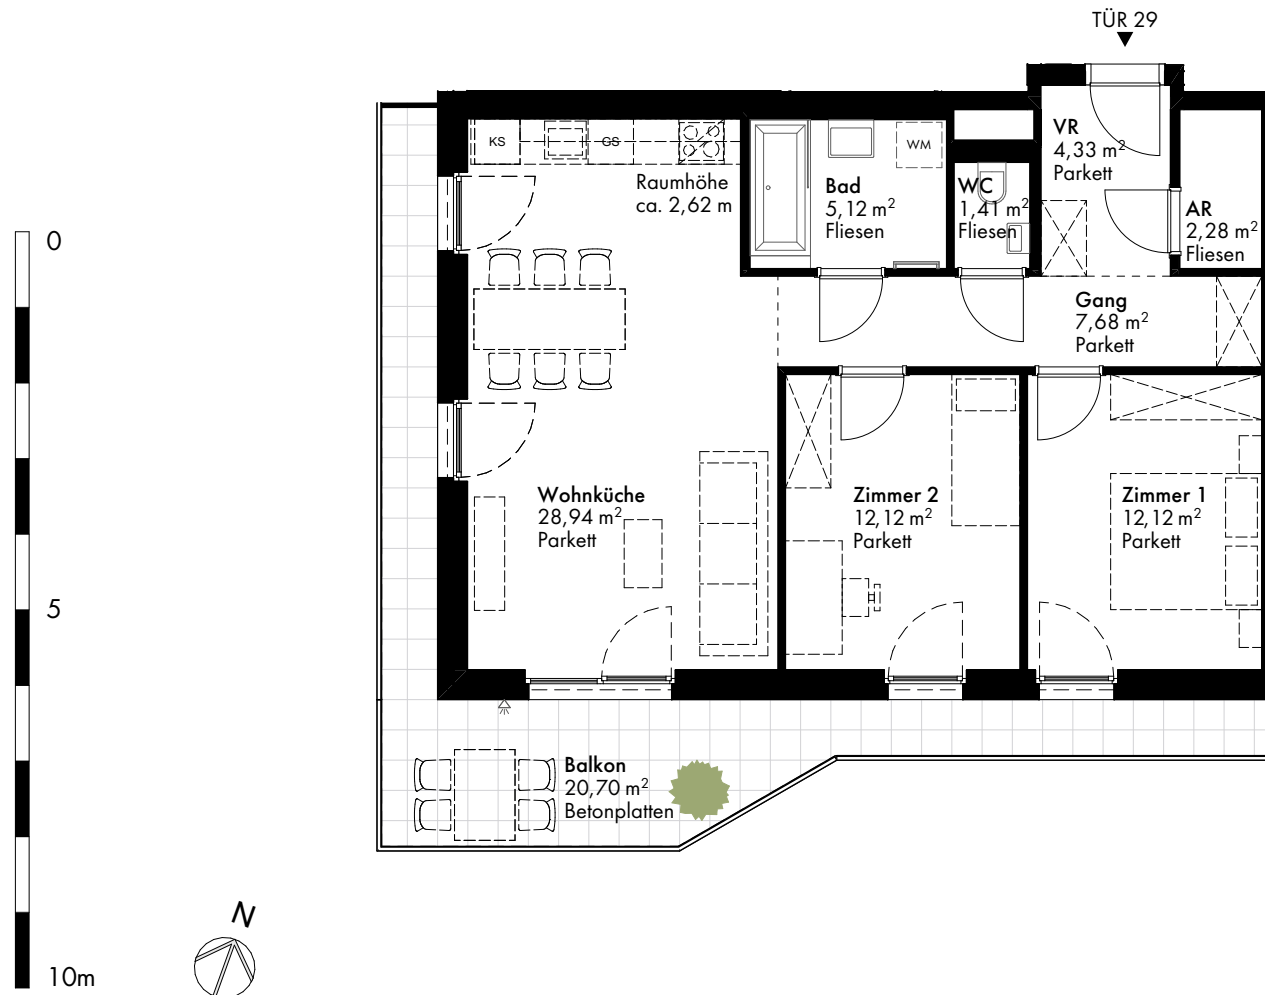 TÜR 29
KS
GS
Raumhöhe
ca. 2,62 m
WM
Bad
5,12 m²
Fliesen
WC
1,41 m²
Fliesen
VR
4,33 m²
Parkett
AR
2,28 m²
Fliesen
Gang
7,68 m²
Parkett
Wohnküche
28,94 m²
Parkett
Zimmer 2
12,12 m²
Parkett
Zimmer 1
12,12 m²
Parkett
Balkon
20,70 m²
Betonplatten
0
5
10m
N